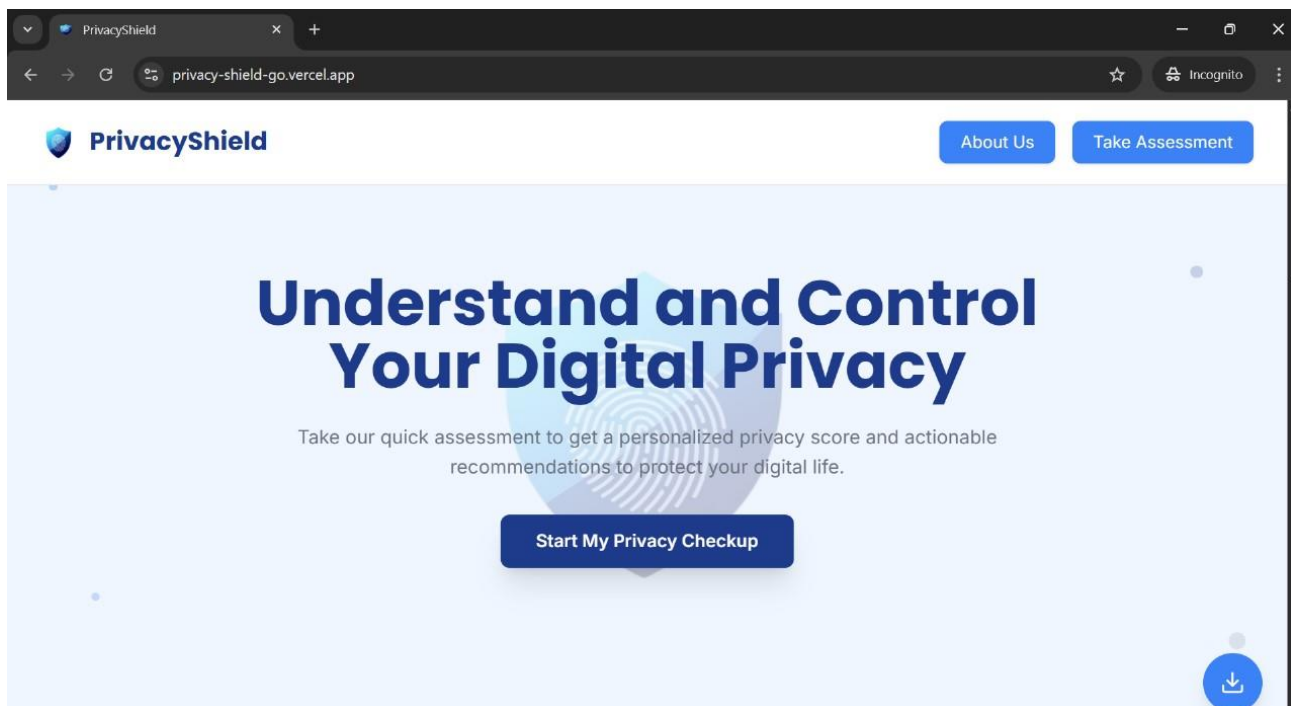 PrivacyShield
privacy-shield-go.vercel.app
Incognito
PrivacyShield
About Us
Take Assessment
Understand and Control
Your Digital Privacy
Take our quick assessment to get a personalized privacy score and actionable
recommendations to protect your digital life.
Start My Privacy Checkup